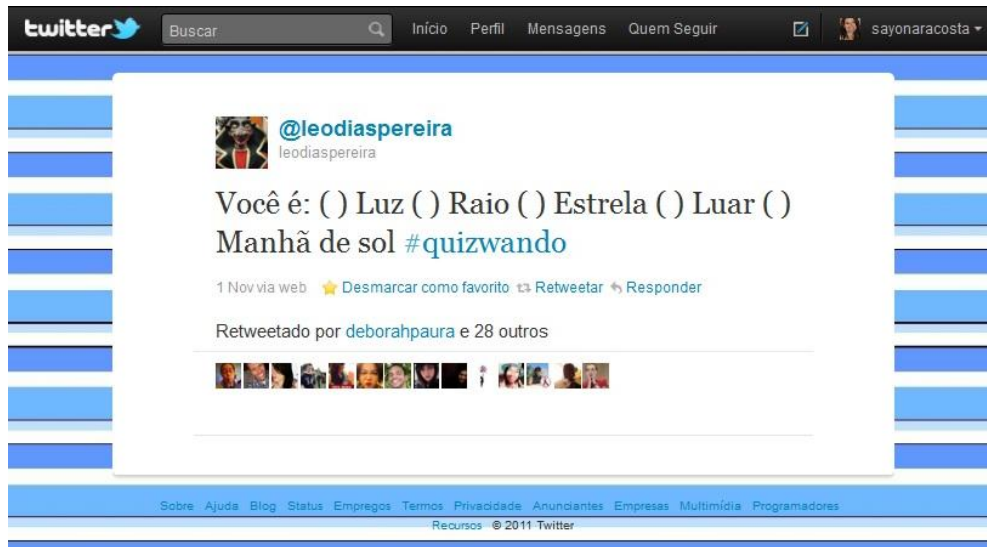 twitter Buscar Início Perfil Mensagens Quem Seguir sayonaracosta
@leodiaspereira
leodiaspereira
Você é: ( ) Luz ( ) Raio ( ) Estrela ( ) Luar ( )
Manhã de sol #quizwando
1 Nov via web Desmarcar como favorito Retweetar Responder
Retweetado por deborahpaura e 28 outros
Sobre Ajuda Blog Status Empregos Termos Privacidade Anunciantes Empresas Multimídia Programadores
Recursos © 2011 Twitter